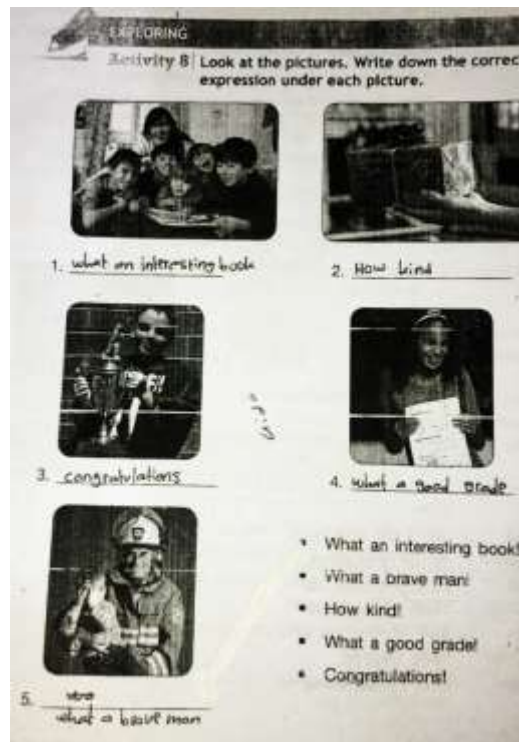 EXPLORING
Activity 8 Look at the pictures. Write down the correc
expression under each picture.
1. what an interesting book
2. How kind
3. congratulations
4. what a good grade
• What an interesting book!
• What a brave man!
• How kind!
• What a good grade!
• Congratulations!
5.
what a brave man